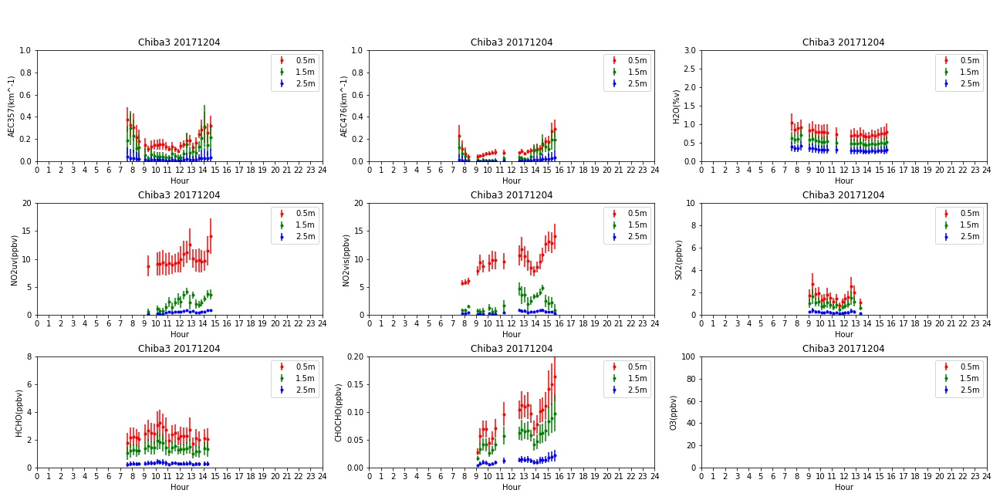 Chiba3 20171204 Chiba3 20171204 Chiba3 20171204
1.0 1.0 3.0
0.5m 0.5m 0.5m
1.5m 1.5m 1.5m
2.5m 2.5m 2.5m
0.8 0.8 2.5
0.6 0.6 2.0
1.5
AEC357(km^-1) AEC476(km^-1) H2O(%v)
0.4 0.4 1.0
0.2 0.2 0.5
0.0 0.0 0.0
0 1 2 3 4 5 6 7 8 9 10 11 12 13 14 15 16 17 18 19 20 21 22 23 24 0 1 2 3 4 5 6 7 8 9 10 11 12 13 14 15 16 17 18 19 20 21 22 23 24 0 1 2 3 4 5 6 7 8 9 10 11 12 13 14 15 16 17 18 19 20 21 22 23 24
Hour Hour Hour
Chiba3 20171204 Chiba3 20171204 Chiba3 20171204
20 20 10
0.5m 0.5m 0.5m
1.5m 1.5m 1.5m
2.5m 2.5m 2.5m
15 15 8
6
NO2uv(ppbv) NO2vis(ppbv) SO2(ppbv)
10 10 4
5 5 2
0 0 0
0 1 2 3 4 5 6 7 8 9 10 11 12 13 14 15 16 17 18 19 20 21 22 23 24 0 1 2 3 4 5 6 7 8 9 10 11 12 13 14 15 16 17 18 19 20 21 22 23 24 0 1 2 3 4 5 6 7 8 9 10 11 12 13 14 15 16 17 18 19 20 21 22 23 24
Hour Hour Hour
Chiba3 20171204 Chiba3 20171204 Chiba3 20171204
8 0.20 100
0.5m 0.5m 0.5m
1.5m 1.5m 1.5m
2.5m 2.5m 2.5m
6 0.15 80
60
HCHO(ppbv) CHOCHO(ppbv) O3(ppbv)
4 0.10 40
2 0.05 20
0 0.00 0
0 1 2 3 4 5 6 7 8 9 10 11 12 13 14 15 16 17 18 19 20 21 22 23 24 0 1 2 3 4 5 6 7 8 9 10 11 12 13 14 15 16 17 18 19 20 21 22 23 24 0 1 2 3 4 5 6 7 8 9 10 11 12 13 14 15 16 17 18 19 20 21 22 23 24
Hour Hour Hour